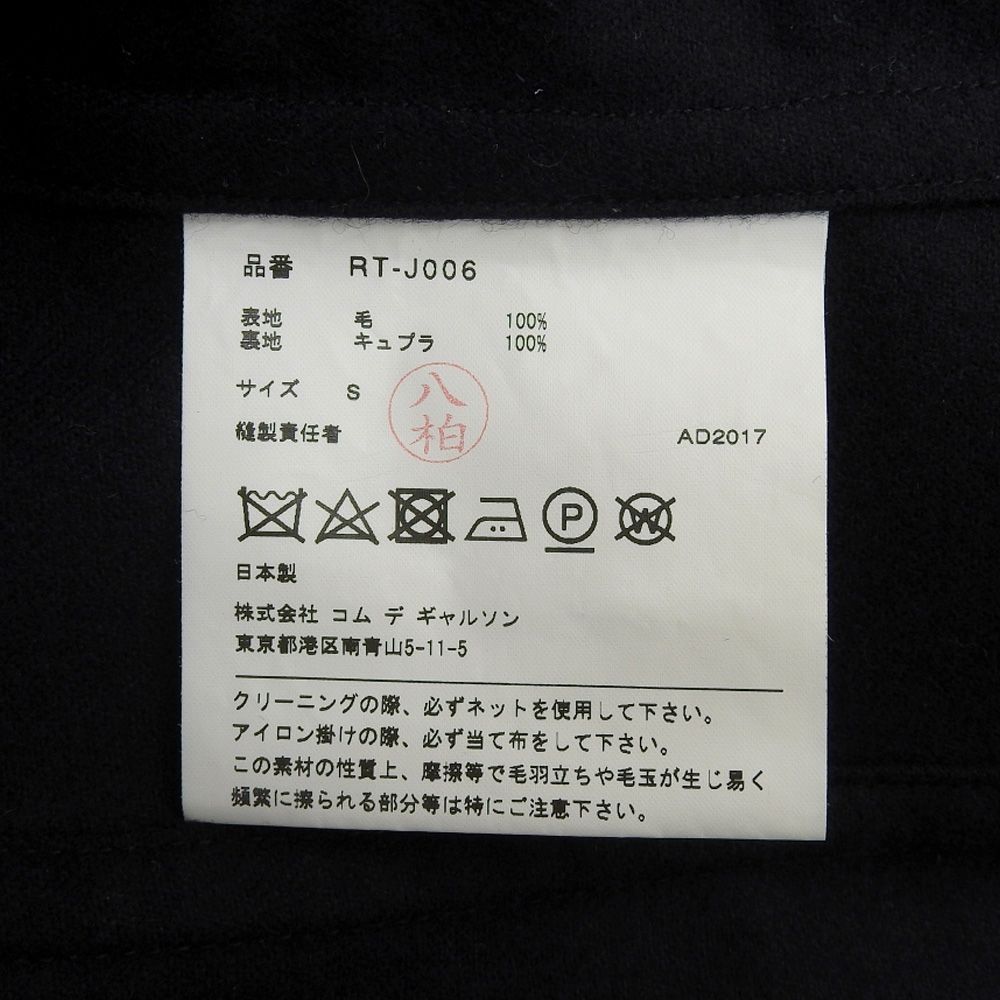 品番 RT-J006
表地 毛 100%
裏地 キュプラ 100%
サイズ S
八柏
縫製責任者 AD2017
P W
日本製
株式会社 コム デ ギャルソン
東京都港区南青山5-11-5
クリーニングの際、必ずネットを使用して下さい。
アイロン掛けの際、必ず当て布をして下さい。
この素材の性質上、摩擦等で毛羽立ちや毛玉が生じ易く
頻繁に擦られる部分等は特にご注意下さい。